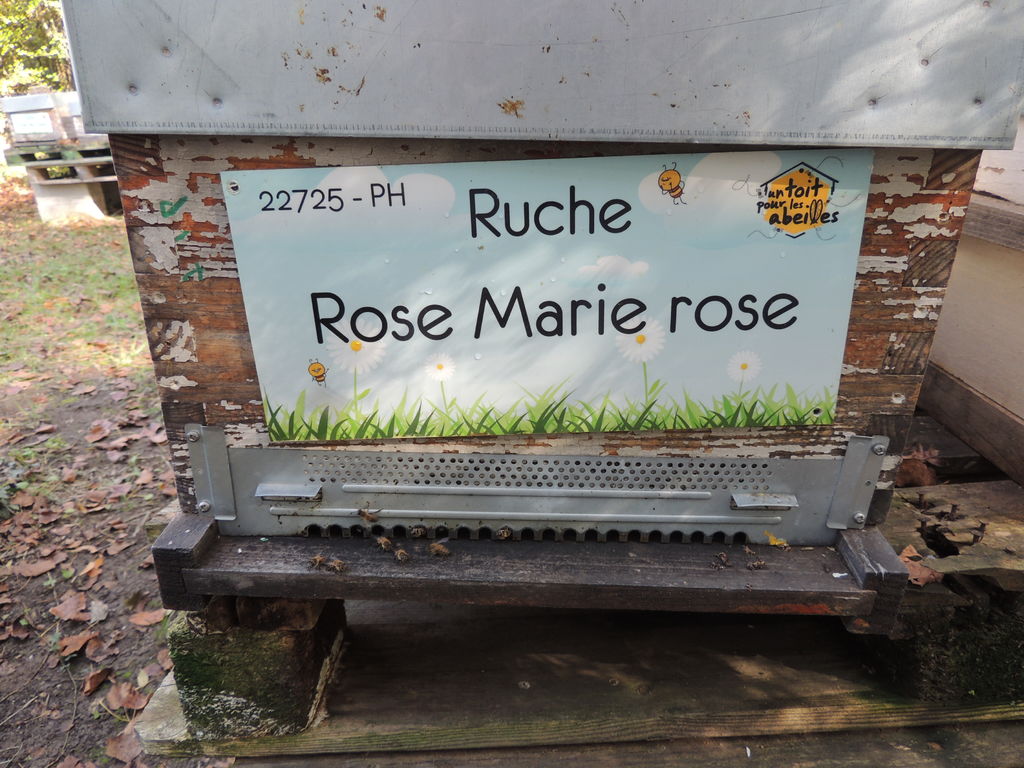 22725 - PH
Ruche
un toit
pour les
abeilles
Rose Marie rose